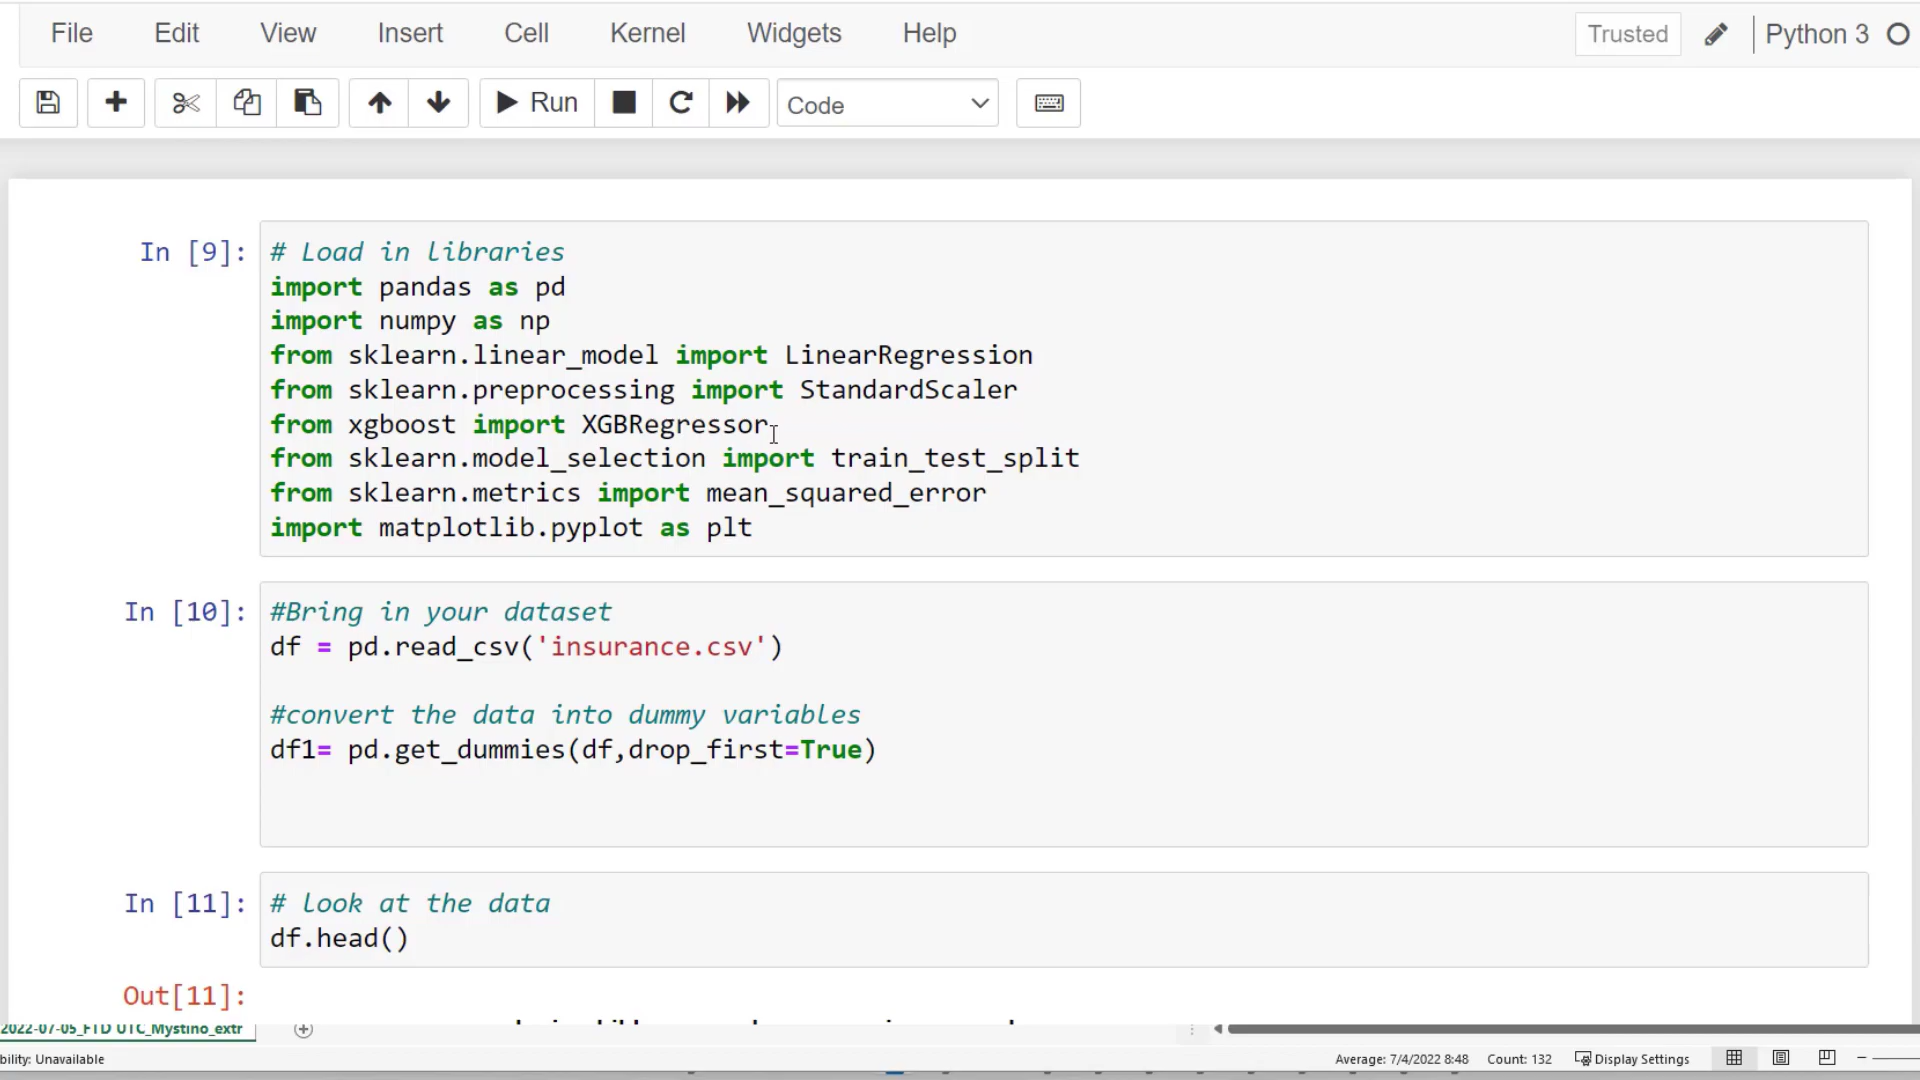 File Edit View Insert Cell Kernel Widgets Help Trusted Python 3
Run Code
In [9]:
# Load in libraries
import pandas as pd
import numpy as np
from sklearn.linear_model import LinearRegression
from sklearn.preprocessing import StandardScaler
from xgboost import XGBRegressor
from sklearn.model_selection import train_test_split
from sklearn.metrics import mean_squared_error
import matplotlib.pyplot as plt
In [10]:
#Bring in your dataset
df = pd.read_csv('insurance.csv')
#convert the data into dummy variables
df1= pd.get_dummies(df,drop_first=True)
In [11]:
# look at the data
df.head()
Out[11]:
2022-07-05_FTD UTC_Mystino_extr
bility: Unavailable Average: 7/4/2022 8:48 Count: 132 Display Settings